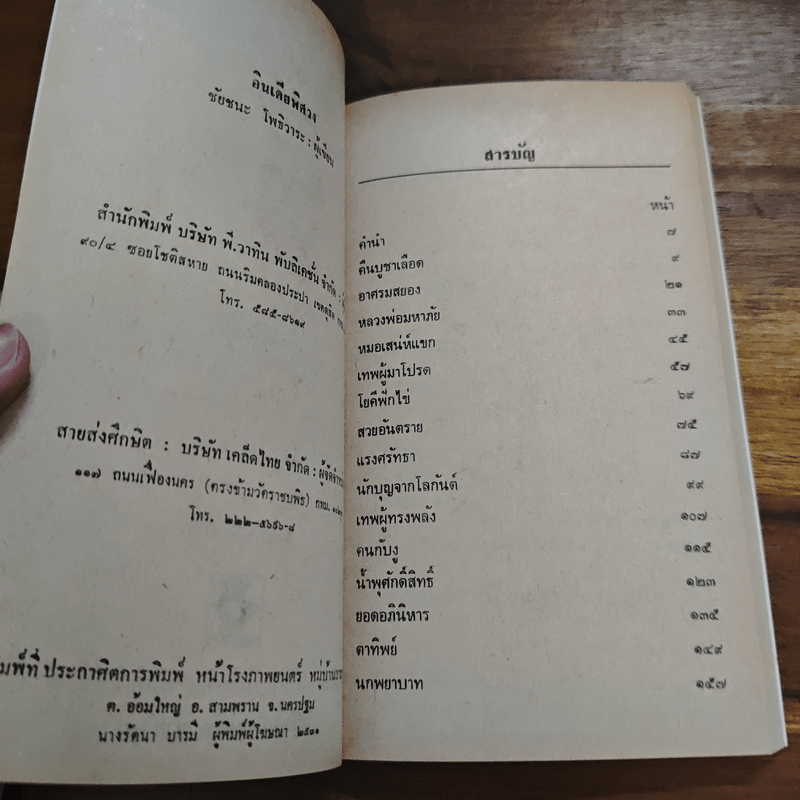 อินเดียพิศวง
ชัยชนะ โพธิวาระ : ผู้เขียน
สำนักพิมพ์ บริษัท พี.วาทิน พับลิเคชั่น จำกัด :
๙๐/๔ ซอยโชติสหาย ถนนริมคลองประปา เขตดุสิต
โทร. ๕๘๕-๘๖๑๙
สายส่งศึกษิต : บริษัท เคล็ดไทย จำกัด :
๑๑๗ ถนนเฟื่องนคร (ตรงข้ามวัดราชบพิธ) กทม.
โทร. ๒๒๒-๕๖๙๖-๘
มพ์ที่ ประกาศิตการพิมพ์ หน้าโรงภาพยนตร์
ต. อ้อมใหญ่ อ. สามพราน จ.นครปฐม
นางรัตนา บารมี ผู้พิมพ์ผู้โฆษณา ๒๕๓๑
สารบัญ
หน้า
คำนำ ๗
คืนบูชาเลือด ๙
อาศรมสยอง ๒๑
หลวงพ่อมหาภัย ๓๓
หมอเสน่ห์แขก ๔๕
เทพผู้มาโปรด ๕๗
โยคีฟักไข่ ๖๙
สวยอันตราย ๗๕
แรงศรัทธา ๘๗
นักบุญจากโลกันต์ ๙๙
เทพผู้ทรงพลัง ๑๐๗
คนกับงู ๑๑๕
น้ำพุศักดิ์สิทธิ์ ๑๒๓
ยอดอภินิหาร ๑๓๕
ตาทิพย์ ๑๔๙
นกพยาบาท ๑๕๗